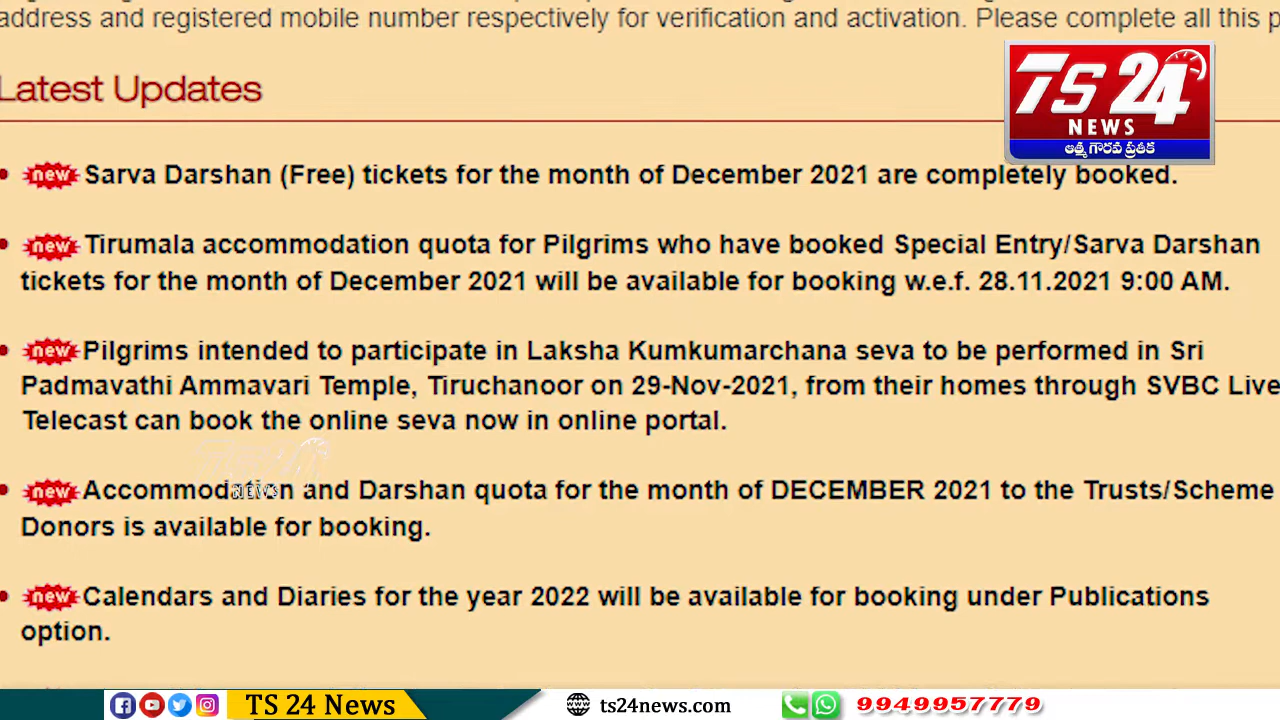 address and registered mobile number respectively for verification and activation. Please complete all this p
Latest Updates
TS 24
NEWS
ఆత్మ గౌరవ ప్రతీక
new Sarva Darshan (Free) tickets for the month of December 2021 are completely booked.
new Tirumala accommodation quota for Pilgrims who have booked Special Entry/Sarva Darshan
tickets for the month of December 2021 will be available for booking w.e.f. 28.11.2021 9:00 AM.
new Pilgrims intended to participate in Laksha Kumkumarchana seva to be performed in Sri
Padmavathi Ammavari Temple, Tiruchanoor on 29-Nov-2021, from their homes through SVBC Live
Telecast can book the online seva now in online portal.
NEWS
new Accommodation and Darshan quota for the month of DECEMBER 2021 to the Trusts/Scheme
Donors is available for booking.
new Calendars and Diaries for the year 2022 will be available for booking under Publications
option.
TS 24 News ts24news.com 9949957779